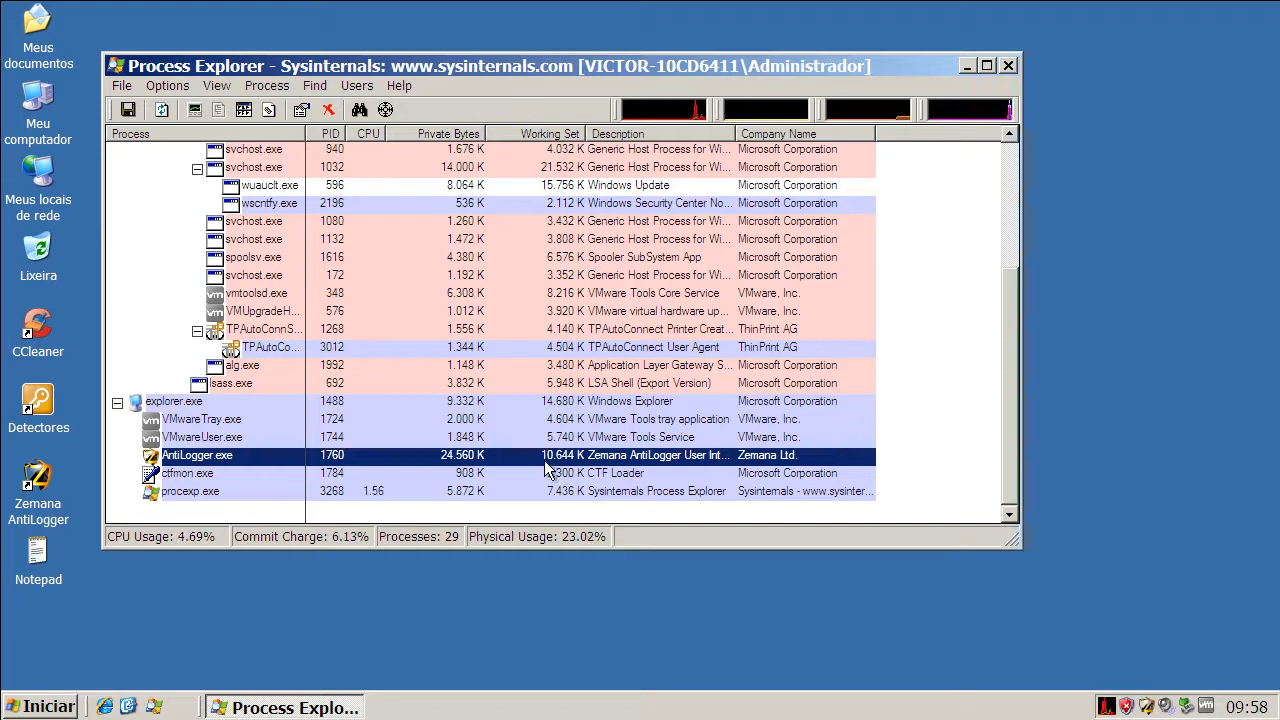 Meus
documentos
Meu
computador
Meus locais
de rede
Lixeira
CCleaner
Detectores
Zemana
AntiLogger
Notepad
Process Explorer - Sysinternals: www.sysinternals.com [VICTOR-10CD6411\Administrador]
File Options View Process Find Users Help
Process PID CPU Private Bytes Working Set Description Company Name
svchost.exe 940 1.676 K 4.032 K Generic Host Process for Wi... Microsoft Corporation
svchost.exe 1032 14.000 K 21.532 K Generic Host Process for Wi... Microsoft Corporation
wuauclt.exe 596 8.064 K 15.756 K Windows Update Microsoft Corporation
wscntfy.exe 2196 536 K 2.112 K Windows Security Center No... Microsoft Corporation
svchost.exe 1080 1.260 K 3.432 K Generic Host Process for Wi... Microsoft Corporation
svchost.exe 1132 1.472 K 3.808 K Generic Host Process for Wi... Microsoft Corporation
spoolsv.exe 1616 4.380 K 6.576 K Spooler SubSystem App Microsoft Corporation
svchost.exe 172 1.192 K 3.352 K Generic Host Process for Wi... Microsoft Corporation
vmtoolsd.exe 348 6.308 K 8.216 K VMware Tools Core Service VMware, Inc.
VMUpgradeH... 576 1.012 K 3.920 K VMware virtual hardware up... VMware, Inc.
TPAutoConnS... 1268 1.556 K 4.140 K TPAutoConnect Printer Creat... ThinPrint AG
TPAutoCo... 3012 1.344 K 4.504 K TPAutoConnect User Agent ThinPrint AG
alg.exe 1992 1.148 K 3.480 K Application Layer Gateway S... Microsoft Corporation
lsass.exe 692 3.832 K 5.948 K LSA Shell (Export Version) Microsoft Corporation
explorer.exe 1488 9.332 K 14.680 K Windows Explorer Microsoft Corporation
VMwareTray.exe 1724 2.000 K 4.604 K VMware Tools tray application VMware, Inc.
VMwareUser.exe 1744 1.848 K 5.740 K VMware Tools Service VMware, Inc.
AntiLogger.exe 1760 24.560 K 10.644 K Zemana AntiLogger User Int... Zemana Ltd.
ctfmon.exe 1784 908 K 300 K CTF Loader Microsoft Corporation
procexp.exe 3268 1.56 5.872 K 7.436 K Sysinternals Process Explorer Sysinternals - www.sysinter...
CPU Usage: 4.69% Commit Charge: 6.13% Processes: 29 Physical Usage: 23.02%
Iniciar Process Explo... 09:58